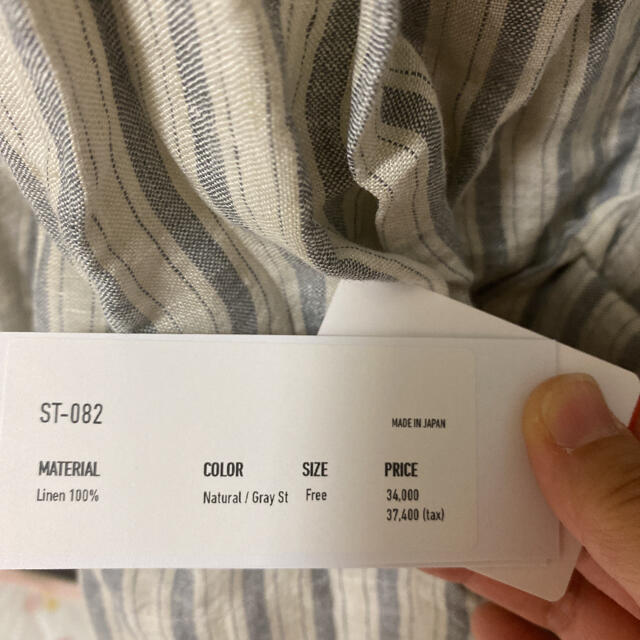 ST-082
MADE IN JAPAN
MATERIAL COLOR SIZE PRICE
Linen 100% Natural / Gray St Free 34,000
37,400 (tax)